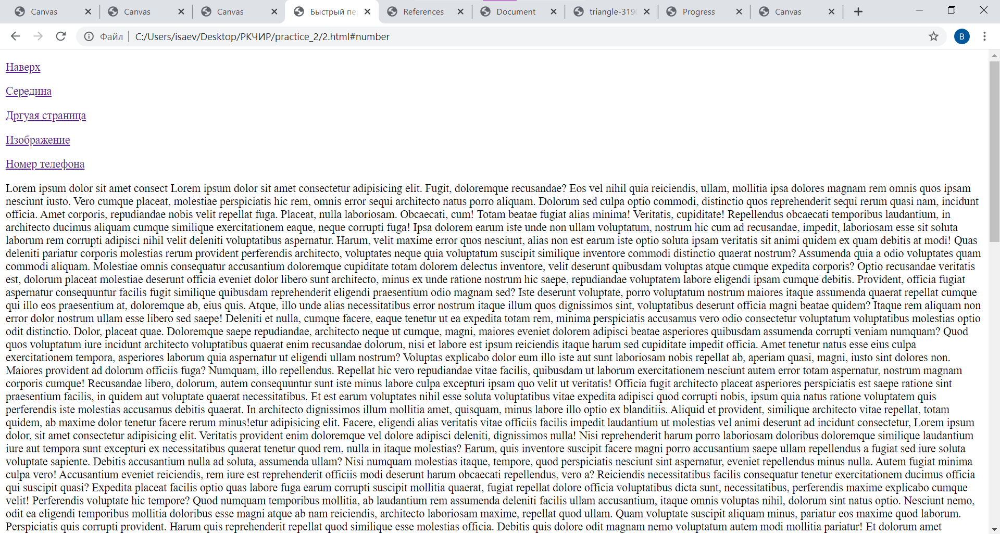 Canvas
Canvas
Canvas
Быстрый пе
References
Document
triangle-319
Progress
Canvas
Файл
C:/Users/isaev/Desktop/РКЧИР/practice_2/2.html#number
B
Наверх
Середина
Дргуая страница
Изображение
Номер телефона
Lorem ipsum dolor sit amet consect Lorem ipsum dolor sit amet consectetur adipisicing elit. Fugit, doloremque recusandae? Eos vel nihil quia reiciendis, ullam, mollitia ipsa dolores magnam rem omnis quos ipsam
nesciunt iusto. Vero cumque placeat, molestiae perspiciatis hic rem, omnis error sequi architecto natus porro aliquam. Dolorum sed culpa optio commodi, distinctio quos reprehenderit sequi rerum quasi nam, incidunt
officia. Amet corporis, repudiandae nobis velit repellat fuga. Placeat, nulla laboriosam. Obcaecati, cum! Totam beatae fugiat alias minima! Veritatis, cupiditate! Repellendus obcaecati temporibus laudantium, in
architecto ducimus aliquam cumque similique exercitationem eaque, neque corrupti fuga! Ipsa dolorem earum iste unde non ullam voluptatum, nostrum hic cum ad recusandae, impedit, laboriosam esse sit soluta
laborum rem corrupti adipisci nihil velit deleniti voluptatibus aspernatur. Harum, velit maxime error quos nesciunt, alias non est earum iste optio soluta ipsam veritatis sit animi quidem ex quam debitis at modi! Quas
deleniti pariatur corporis molestias rerum provident perferendis architecto, voluptates neque quia voluptatum suscipit similique inventore commodi distinctio quaerat nostrum? Assumenda quia a odio voluptates quam
commodi aliquam. Molestiae omnis consequatur accusantium doloremque cupiditate totam dolorem delectus inventore, velit deserunt quibusdam voluptas atque cumque expedita corporis? Optio recusandae veritatis
est, dolorum placeat molestiae deserunt officia eveniet dolor libero sunt architecto, minus ex unde ratione nostrum hic saepe, repudiandae voluptatem labore eligendi ipsam cumque debitis. Provident, officia fugiat
aspernatur consequuntur facilis fugit similique quibusdam reprehenderit eligendi praesentium odio magnam sed? Iste deserunt voluptate, porro voluptatum nostrum maiores itaque assumenda quaerat repellat cumque
qui illo eos praesentium at, doloremque ab, eius quis. Atque, illo unde alias necessitatibus error nostrum itaque illum quos dignissimos sint, voluptatibus deserunt officia magni beatae quidem? Itaque rem aliquam non
error dolor nostrum ullam esse libero sed saepe! Deleniti et nulla, cumque facere, eaque tenetur ut ea expedita totam rem, minima perspiciatis accusamus vero odio consectetur voluptatum voluptatibus molestias optio
odit distinctio. Dolor, placeat quae. Doloremque saepe repudiandae, architecto neque ut cumque, magni, maiores eveniet dolorem adipisci beatae asperiores quibusdam assumenda corrupti veniam numquam? Quod
quos voluptatum iure incidunt architecto voluptatibus quaerat enim recusandae dolorum, nisi et labore est ipsum reiciendis itaque harum sed cupiditate impedit officia. Amet tenetur natus esse eius culpa
exercitationem tempora, asperiores laborum quia aspernatur ut eligendi ullam nostrum? Voluptas explicabo dolor eum illo iste aut sunt laboriosam nobis repellat ab, aperiam quasi, magni, iusto sint dolores non.
Maiores provident ad dolorum officiis fuga? Numquam, illo repellendus. Repellat hic vero repudiandae vitae facilis, quibusdam ut laborum exercitationem nesciunt autem error totam aspernatur, nostrum magnam
corporis cumque! Recusandae libero, dolorum, autem consequuntur sunt iste minus labore culpa excepturi ipsam quo velit ut veritatis! Officia fugit architecto placeat asperiores perspiciatis est saepe ratione sint
praesentium facilis, in quidem aut voluptate quaerat necessitatibus. Et est earum voluptates nihil esse soluta voluptatibus vitae expedita adipisci quod corrupti nobis, ipsum quia natus ratione voluptatem quis
perferendis iste molestias accusamus debitis quaerat. In architecto dignissimos illum mollitia amet, quisquam, minus labore illo optio ex blanditiis. Aliquid et provident, similique architecto vitae repellat, totam
quidem, ab maxime dolor tenetur facere rerum minus!etur adipisicing elit. Facere, eligendi alias veritatis vitae officiis facilis impedit laudantium ut molestias vel animi deserunt ad incidunt consectetur, Lorem ipsum
dolor, sit amet consectetur adipisicing elit. Veritatis provident enim doloremque vel dolore adipisci deleniti, dignissimos nulla! Nisi reprehenderit harum porro laboriosam doloribus doloremque similique laudantium
iure aut tempora sunt excepturi ex necessitatibus quaerat tenetur quod rem, nulla in itaque molestias? Earum, quis inventore suscipit facere magni porro accusantium saepe ullam repellendus a fugiat sed iure soluta
voluptate sapiente. Debitis accusantium nulla ad soluta, assumenda ullam? Nisi numquam molestias itaque, tempore, quod perspiciatis nesciunt sint aspernatur, eveniet repellendus minus nulla. Autem fugiat minima
culpa vero! Accusantium eveniet reiciendis, rem iure est reprehenderit officiis modi deserunt harum obcaecati repellendus, vero a? Reiciendis necessitatibus facilis consequatur tenetur exercitationem ducimus officia
qui suscipit quasi? Expedita placeat facilis optio quas labore fuga earum corrupti suscipit mollitia quaerat, fugiat repellat dolore officia voluptatibus dicta sunt, necessitatibus, perferendis maxime explicabo cumque
velit! Perferendis voluptate hic tempore? Quod numquam temporibus mollitia, ab laudantium rem assumenda deleniti facilis ullam accusantium, itaque omnis voluptas nihil, dolorum sint natus optio. Nesciunt nemo,
odit ea eligendi temporibus mollitia doloribus esse magni atque ab nam reiciendis, architecto laboriosam maxime, repellat quod ullam. Quam voluptate suscipit aliquam minus, pariatur eos maxime quod laborum.
Perspiciatis quis corrupti provident. Harum quis reprehenderit repellat quod similique esse molestias officia. Debitis quis dolore odit magnam nemo voluptatum autem modi mollitia pariatur! Et dolorum amet